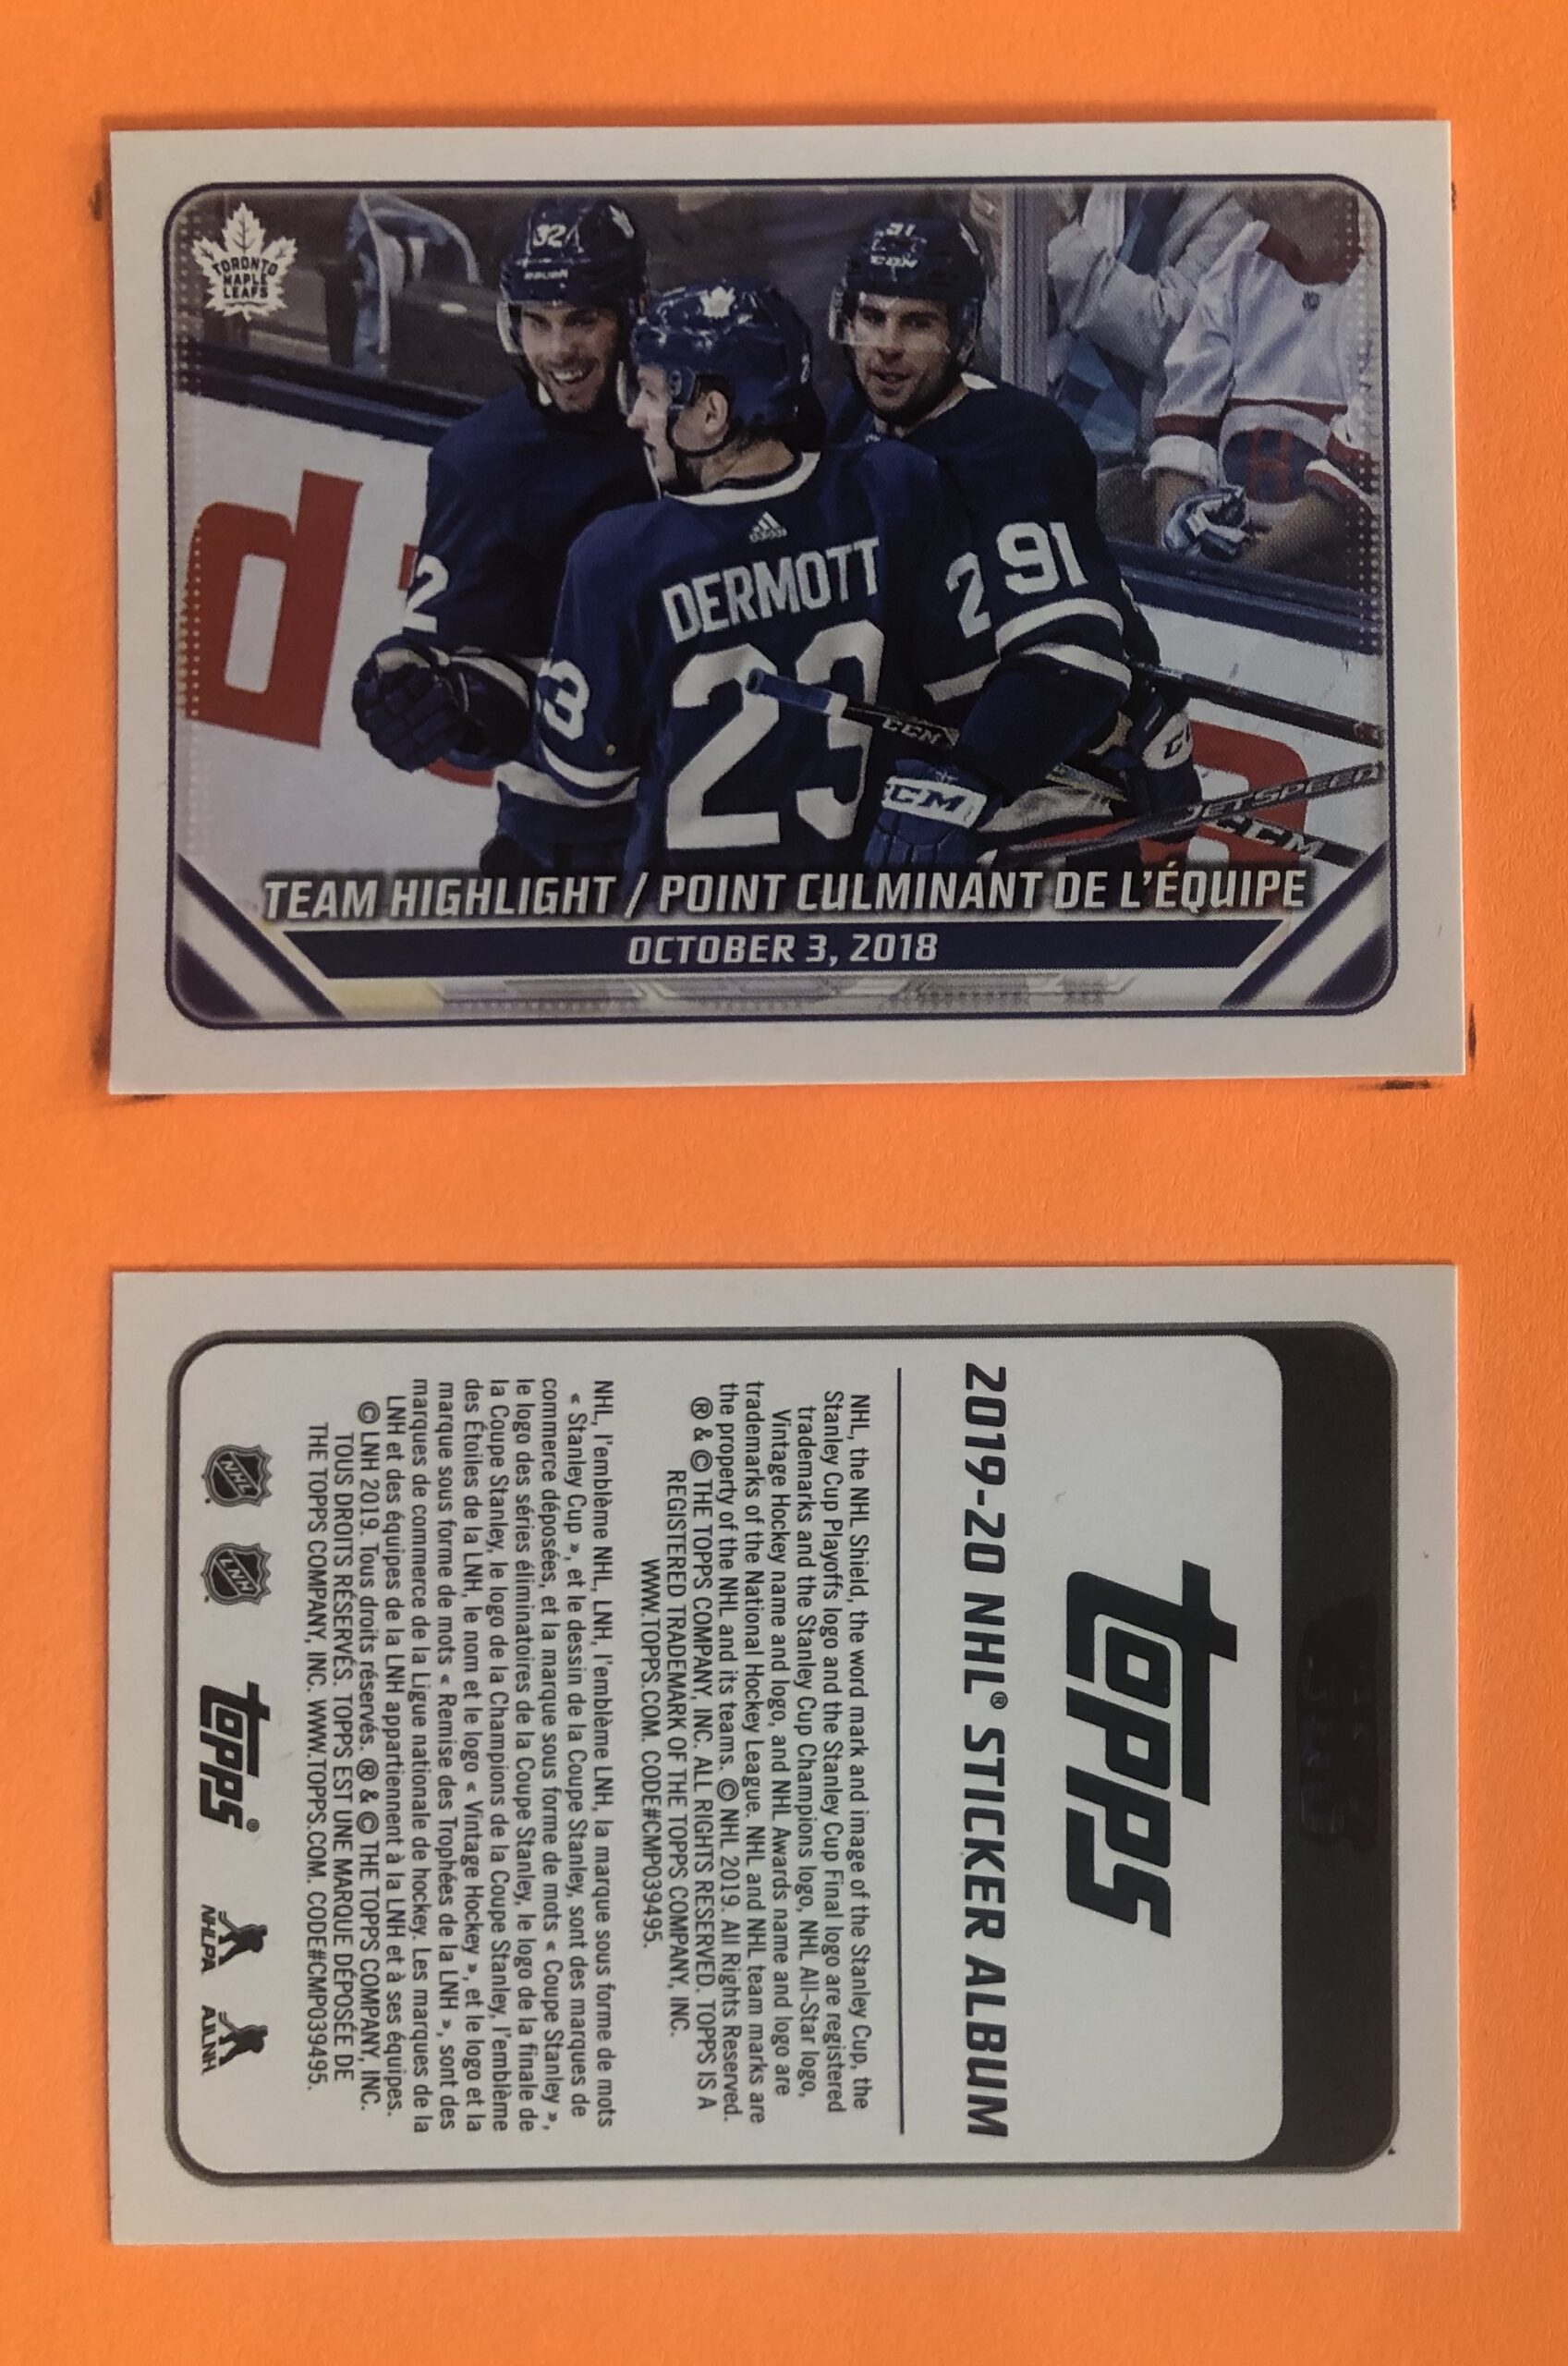 TORONTO
MAPLE
LEAFS
32
BAUER
91
CCM
adidas
DERMOTT
2
23
3
2
91
CCM
CCM
JETSPEED
CCM
TEAM HIGHLIGHT / POINT CULMINANT DE L'ÉQUIPE
OCTOBER 3, 2018
topps
2019-20 NHL® STICKER ALBUM
NHL, the NHL Shield, the word mark and image of the Stanley Cup, the
Stanley Cup Playoffs logo and the Stanley Cup Final logo are registered
trademarks and the Stanley Cup Champions logo, NHL All-Star logo,
Vintage Hockey name and logo, and NHL Awards name and logo are
trademarks of the National Hockey League. NHL and NHL team marks are
the property of the NHL and its teams. © NHL 2019. All Rights Reserved.
® & © THE TOPPS COMPANY, INC. ALL RIGHTS RESERVED. TOPPS IS A
REGISTERED TRADEMARK OF THE TOPPS COMPANY, INC.
WWW.TOPPS.COM. CODE#CMP039495.
NHL, l'emblème NHL, LNH, l'emblème LNH, la marque sous forme de mots
« Stanley Cup », et le dessin de la Coupe Stanley, sont des marques de
commerce déposées, et la marque sous forme de mots « Coupe Stanley »,
le logo des séries éliminatoires de la Coupe Stanley, le logo de la finale de
la Coupe Stanley, le logo de la Champions de la Coupe Stanley, l'emblème
des Étoiles de la LNH, le nom et le logo « Vintage Hockey », et le logo et la
marque sous forme de mots « Remise des Trophées de la LNH », sont des
marques de commerce de la Ligue nationale de hockey. Les marques de la
LNH et des équipes de la LNH appartiennent à la LNH et à ses équipes.
© LNH 2019. Tous droits réservés. ® & © THE TOPPS COMPANY, INC.
TOUS DROITS RÉSERVÉS. TOPPS EST UNE MARQUE DÉPOSÉE DE
THE TOPPS COMPANY, INC. WWW.TOPPS.COM. CODE#CMP039495.
NHL
LNH
topps®
NHLPA
AJLNH